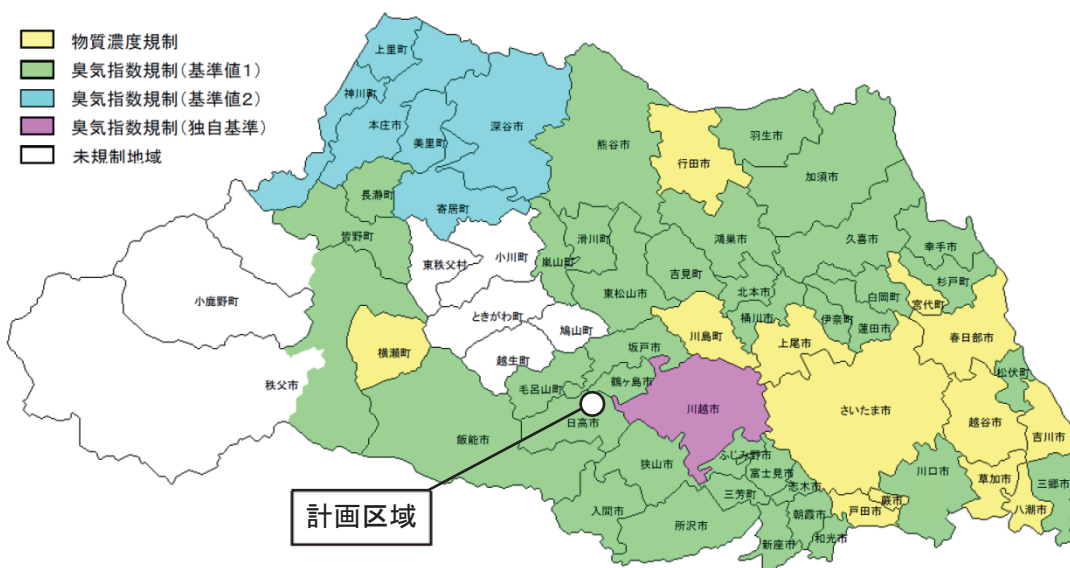 物質濃度規制
臭気指数規制(基準値1)
臭気指数規制(基準値2)
臭気指数規制(独自基準)
未規制地域
上里町
神川町
本庄市
美里町
深谷市
寄居町
長瀞町
皆野町
熊谷市
行田市
羽生市
加須市
東秩父村
小川町
嵐山町
滑川町
吉見町
鴻巣市
久喜市
幸手市
小鹿野町
ときがわ町
鳩山町
東松山市
北本市
桶川市
伊奈町
白岡町
蓮田市
宮代町
杉戸町
横瀬町
越生町
坂戸市
川島町
上尾市
春日部市
松伏町
秩父市
毛呂山町
鶴ヶ島市
川越市
さいたま市
越谷市
吉川市
日高市
飯能市
狭山市
ふじみ野市
富士見市
志木市
川口市
草加市
三郷市
八潮市
蕨市
戸田市
三芳町
朝霞市
和光市
新座市
入間市
所沢市
計画区域